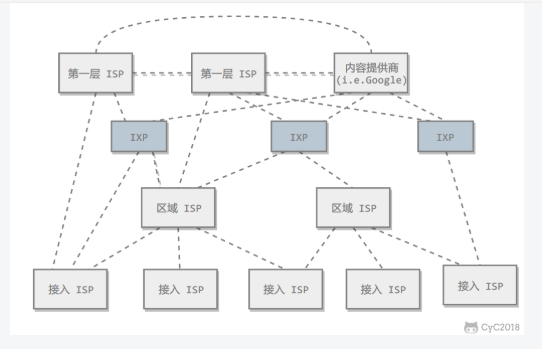 第一层 ISP
第一层 ISP
内容提供商
(i.e.Google)
IXP
IXP
IXP
区域 ISP
区域 ISP
接入 ISP
接入 ISP
接入 ISP
接入 ISP
接入 ISP
CyC2018